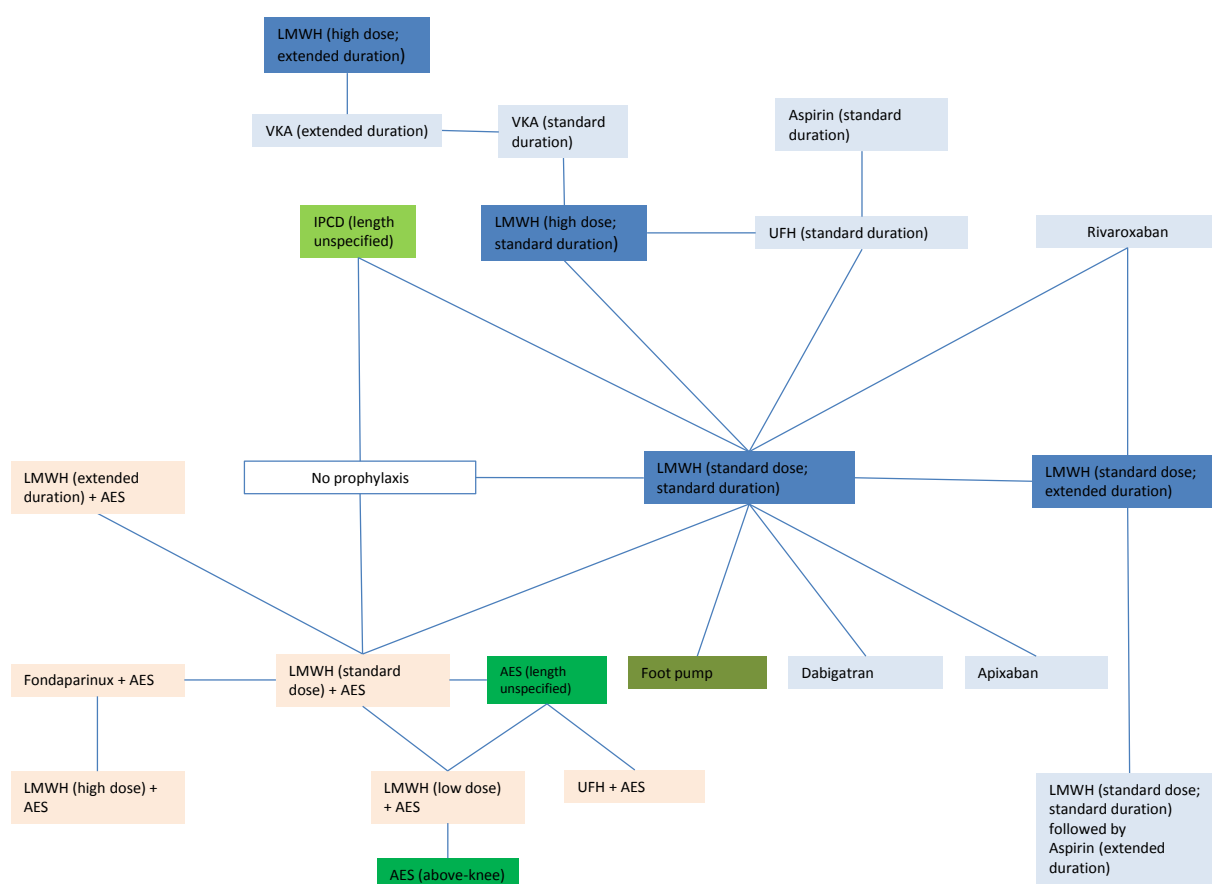 LMWH (high dose;
extended duration)
VKA (extended duration)
VKA (standard
duration)
Aspirin (standard
duration)
IPCD (length
unspecified)
LMWH (high dose;
standard duration)
UFH (standard duration)
Rivaroxaban
LMWH (extended
duration) + AES
No prophylaxis
LMWH (standard dose;
standard duration)
LMWH (standard dose;
extended duration)
Fondaparinux + AES
LMWH (standard
dose) + AES
AES (length
unspecified)
Foot pump
Dabigatran
Apixaban
LMWH (high dose) +
AES
LMWH (low dose)
+ AES
UFH + AES
LMWH (standard dose;
standard duration)
followed by
Aspirin (extended
duration)
AES (above-knee)